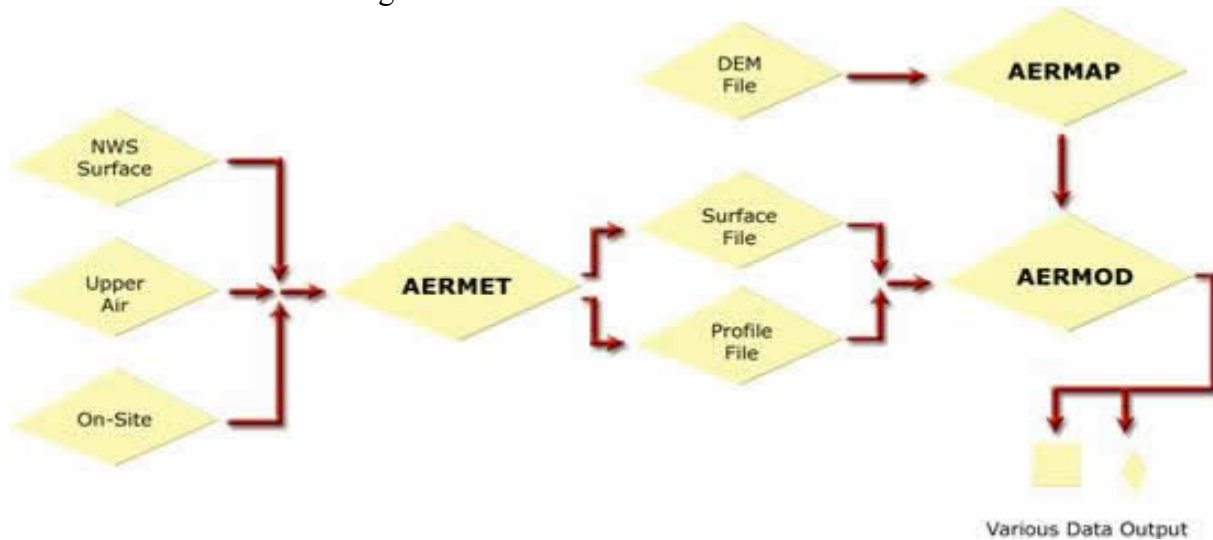 DEM
File
AERMAP
NWS
Surface
Surface
File
Upper
Air
AERMET
AERMOD
Profile
File
On-Site
Various Data Output